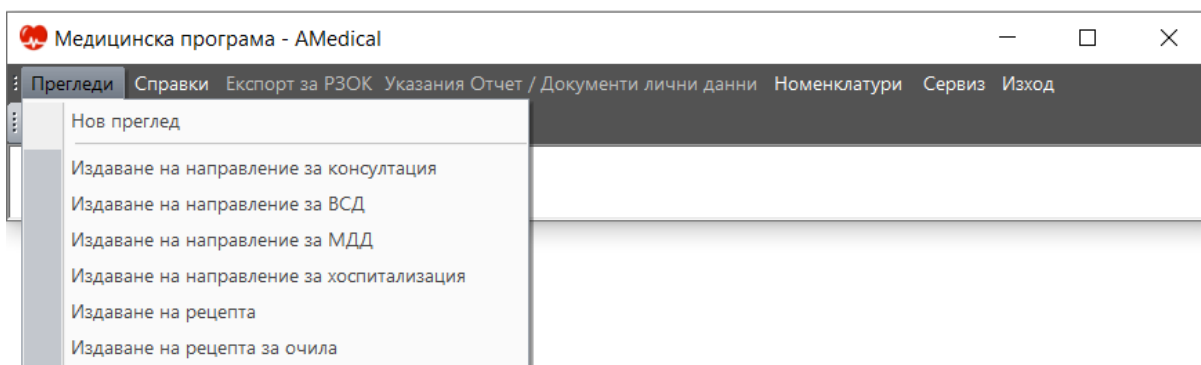 Медицинска програма - AMedical
Прегледи Справки Експорт за РЗОК Указания Отчет / Документи лични данни Номенклатури Сервиз Изход
Нов преглед
Издаване на направление за консултация
Издаване на направление за ВСД
Издаване на направление за МДД
Издаване на направление за хоспитализация
Издаване на рецепта
Издаване на рецепта за очила